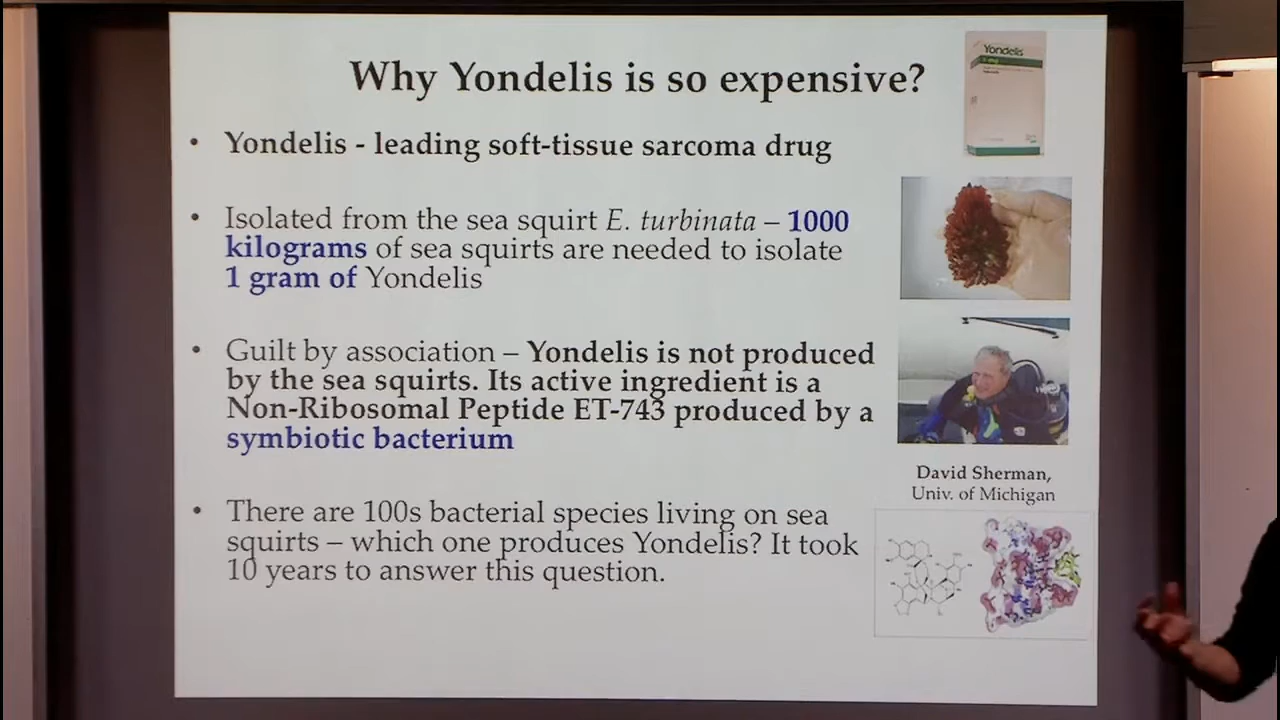 Why Yondelis is so expensive?
Yondelis
• Yondelis - leading soft-tissue sarcoma drug
• Isolated from the sea squirt E. turbinata – 1000
kilograms of sea squirts are needed to isolate
1 gram of Yondelis
• Guilt by association – Yondelis is not produced
by the sea squirts. Its active ingredient is a
Non-Ribosomal Peptide ET-743 produced by a
symbiotic bacterium
David Sherman,
Univ. of Michigan
• There are 100s bacterial species living on sea
squirts – which one produces Yondelis? It took
10 years to answer this question.